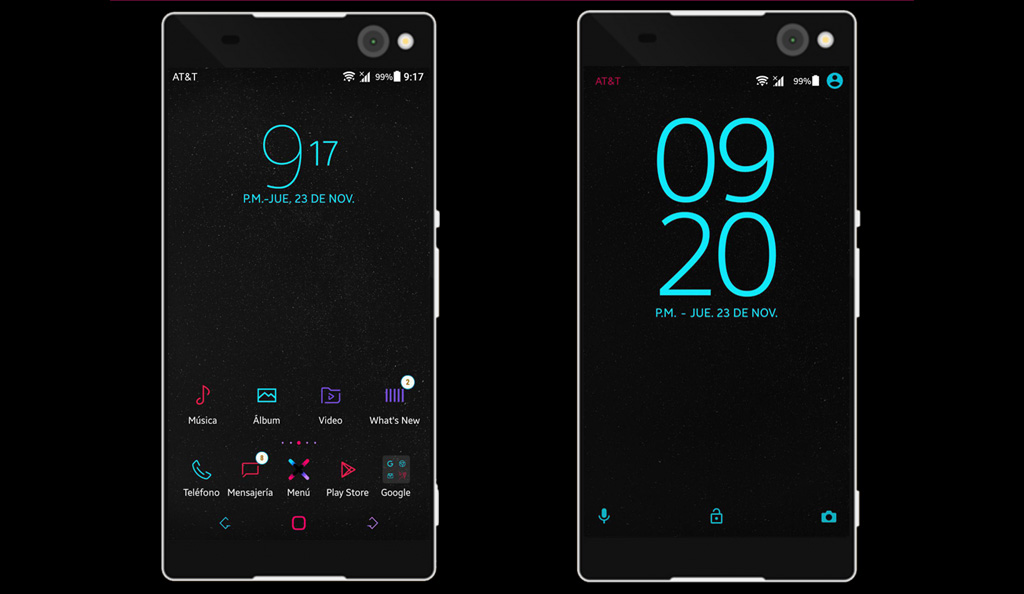 AT&T 99% 9:17
9 17
P.M.-JUE, 23 DE NOV.
Música Álbum Video What's New
2
8
Teléfono Mensajería Menú Play Store Google
G
AT&T 99%
09
20
P.M. - JUE. 23 DE NOV.